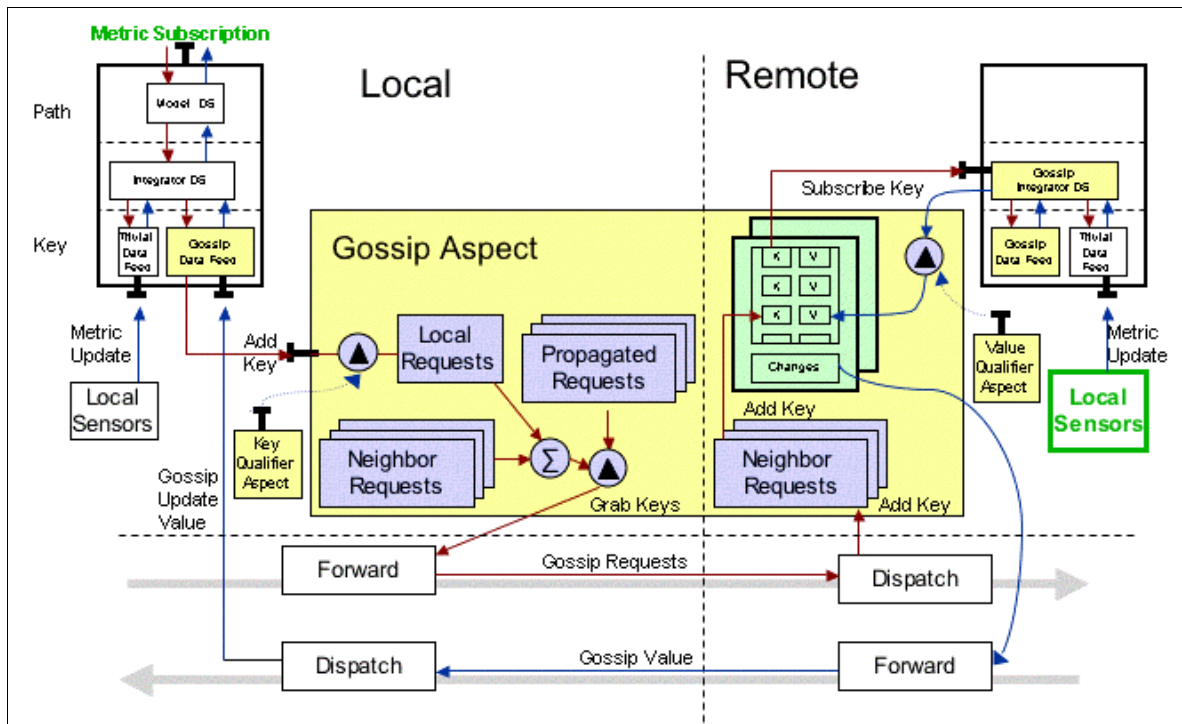 Metric Subscription
Local
Remote
Path
Model DS
Integrator DS
Key
Trivial
Data
Feed
Gossip
Data Feed
Gossip
Integrator DS
Gossip
Data Feed
Trivial
Data
Feed
Subscribe Key
Gossip Aspect
K V
K V
K V
Changes
Metric
Update
Add
Key
Local
Requests
Propagated
Requests
Value
Qualifier
Aspect
Metric
Update
Local
Sensors
Local
Sensors
Key
Qualifier
Aspect
Neighbor
Requests
Σ
Grab Keys
Add Key
Neighbor
Requests
Add Key
Gossip
Update
Value
Forward
Gossip Requests
Dispatch
Dispatch
Gossip Value
Forward